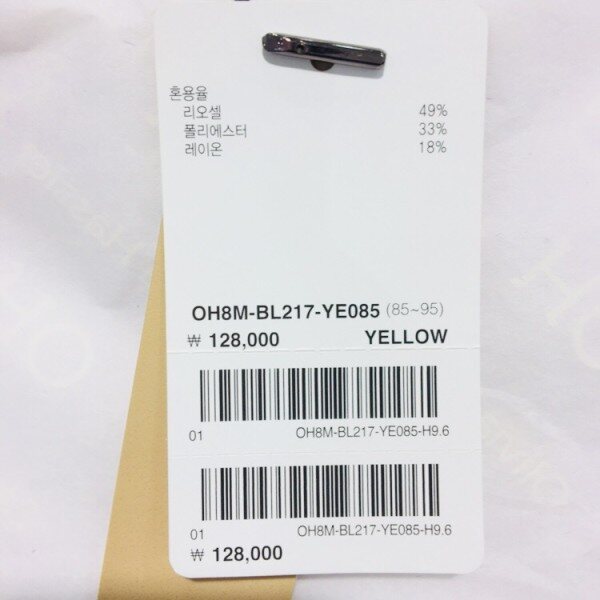 혼용율
리오셀 49%
폴리에스터 33%
레이온 18%
OH8M-BL217-YE085 (85~95)
₩ 128,000 YELLOW
01 OH8M-BL217-YE085-H9.6
01 OH8M-BL217-YE085-H9.6
₩ 128,000